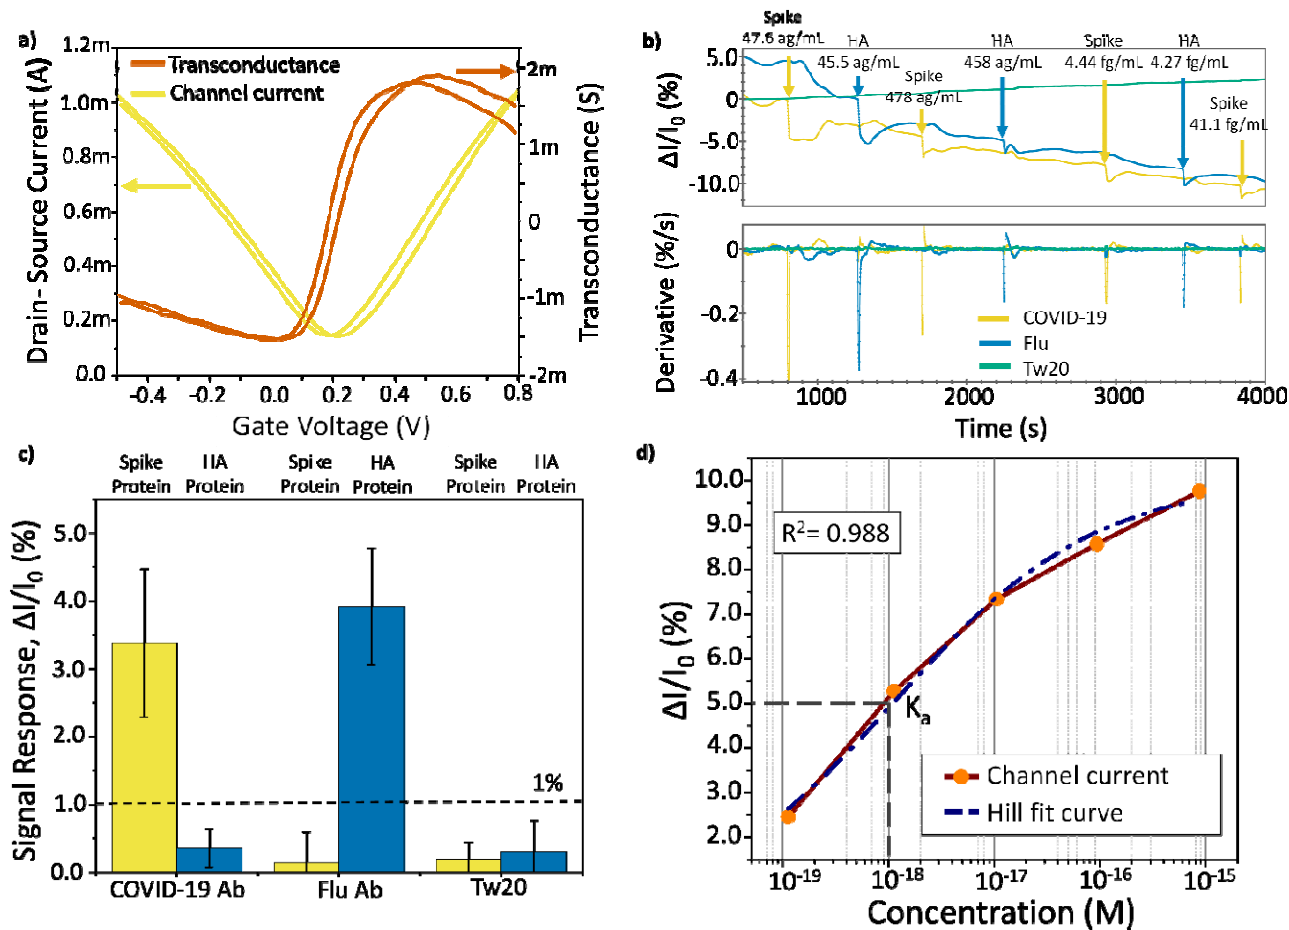 a)
1.2m
1.0m
0.8m
0.6m
0.4m
0.2m
0.0
Drain- Source Current (A)
Transconductance
Channel current
2m
1m
0
-1m
-2m
Transconductance (S)
-0.4
-0.2
0.0
0.2
0.4
0.6
0.8
Gate Voltage (V)
b)
Spike
47.6 ag/mL
HA
45.5 ag/mL
Spike
478 ag/mL
HA
458 ag/mL
Spike
4.44 fg/mL
HA
4.27 fg/mL
Spike
41.1 fg/mL
5.0
0
-5.0
-10.0
ΔI/I0 (%)
0
-0.2
-0.4
Derivative (%/s)
COVID-19
Flu
Tw20
1000
2000
3000
4000
Time (s)
c)
Spike
Protein
HA
Protein
Spike
Protein
HA
Protein
Spike
Protein
HA
Protein
5.0
4.0
3.0
2.0
1.0
0.0
Signal Response, ΔI/I0 (%)
1%
COVID-19 Ab
Flu Ab
Tw20
d)
10.0
9.0
8.0
7.0
6.0
5.0
4.0
3.0
2.0
ΔI/I0 (%)
R2= 0.988
Ka
Channel current
Hill fit curve
10-19
10-18
10-17
10-16
10-15
Concentration (M)